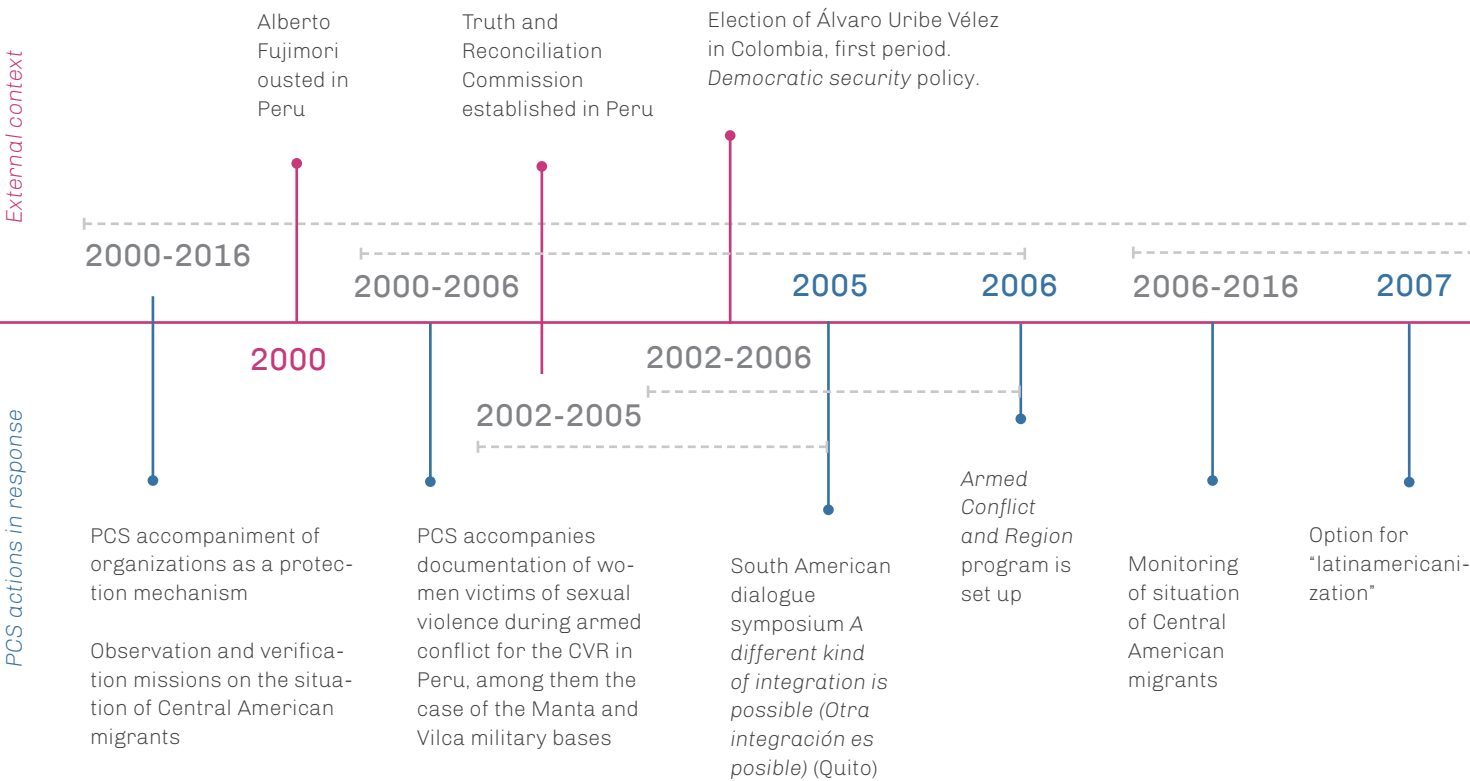 External context
Alberto
Fujimori
ousted in
Peru
Truth and
Reconciliation
Commission
established in Peru
Election of Álvaro Uribe Vélez
in Colombia, first period.
Democratic security policy.
2000-2016
2000-2006
2005
2006
2006-2016
2007
2000
2002-2006
2002-2005
PCS actions in response
PCS accompaniment of
organizations as a protec-
tion mechanism
Observation and verifica-
tion missions on the situa-
tion of Central American
migrants
PCS accompanies
documentation of wo-
men victims of sexual
violence during armed
conflict for the CVR in
Peru, among them the
case of the Manta and
Vilca military bases
South American
dialogue
symposium A
different kind
of integration is
possible (Otra
integración es
posible) (Quito)
Armed
Conflict
and Region
program is
set up
Monitoring
of situation
of Central
American
migrants
Option for
"latinamericani-
zation"